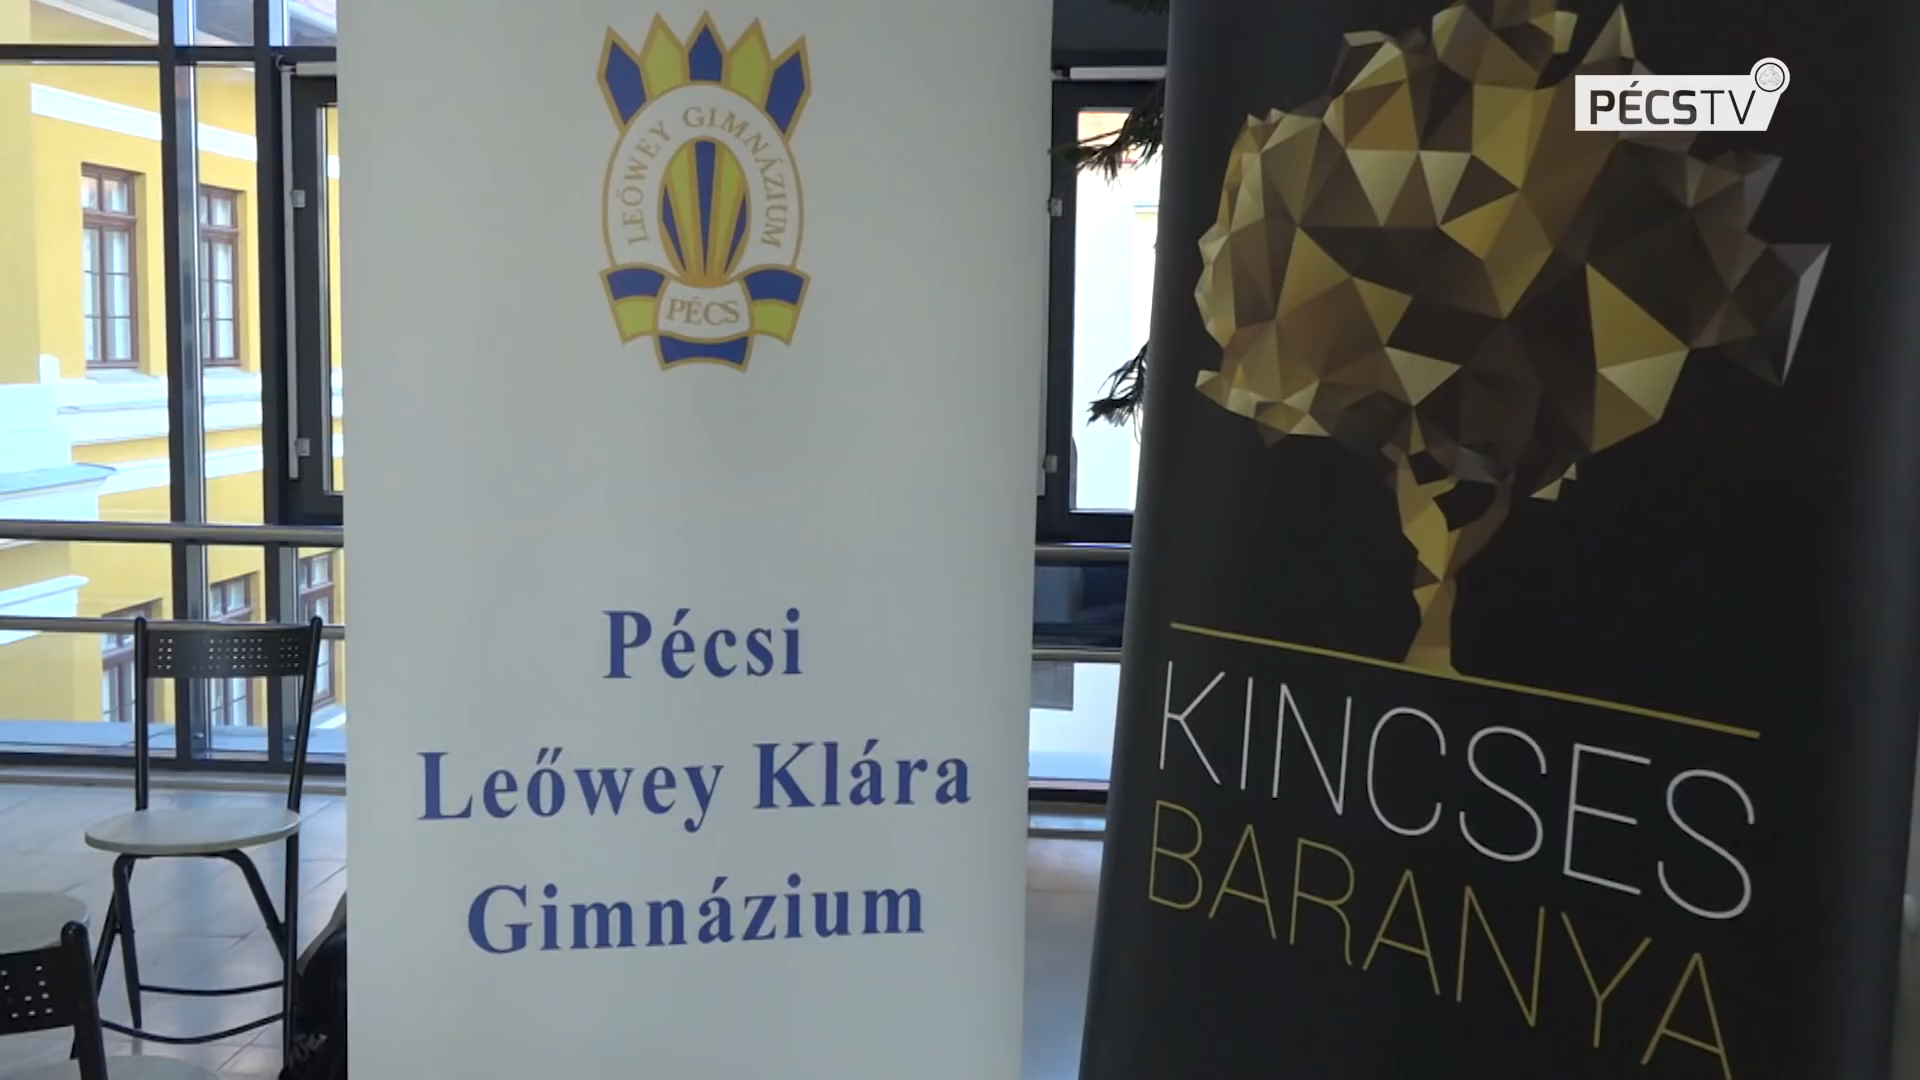 LEŐWEY GIMNÁZIUM
PÉCS
Pécsi
Leőwey Klára
Gimnázium
KINCSES
BARANYA
PÉCSTV